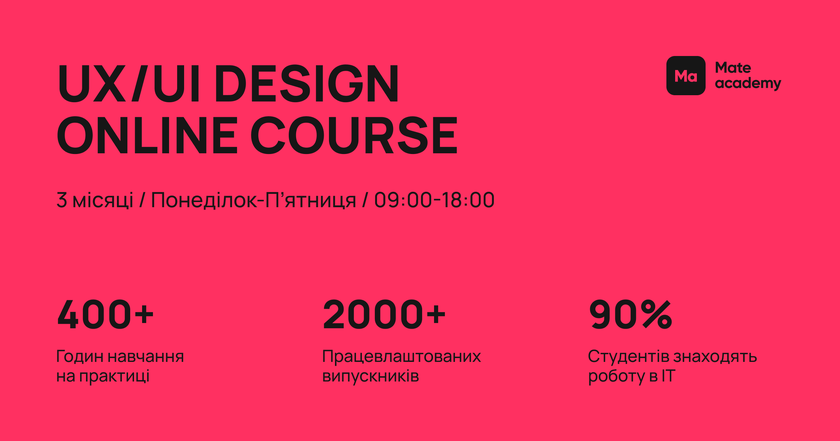 UX/UI DESIGN
ONLINE COURSE
Ma
Mate
academy
3 місяці / Понеділок-П'ятниця / 09:00-18:00
400+
Годин навчання
на практиці
2000+
Працевлаштованих
випускників
90%
Студентів знаходять
роботу в ІТ